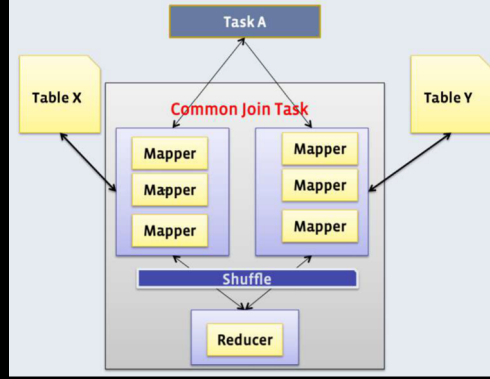 Task A
Table X
Table Y
Common Join Task
Mapper
Mapper
Mapper
Mapper
Mapper
Mapper
Shuffle
Reducer